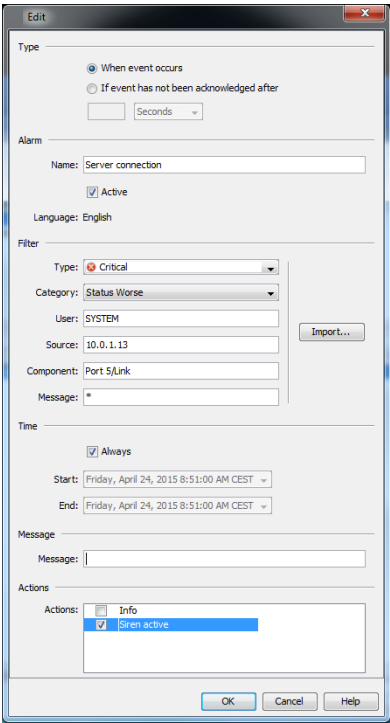 Edit
Type
When event occurs
If event has not been acknowledged after
Seconds
Alarm
Name: Server connection
Active
Language: English
Filter
Type: Critical
Category: Status Worse
User: SYSTEM
Import...
Source: 10.0.1.13
Component: Port 5/Link
Message: *
Time
Always
Start: Friday, April 24, 2015 8:51:00 AM CEST
End: Friday, April 24, 2015 8:51:00 AM CEST
Message
Message:
Actions
Actions: Info
Siren active
OK Cancel Help